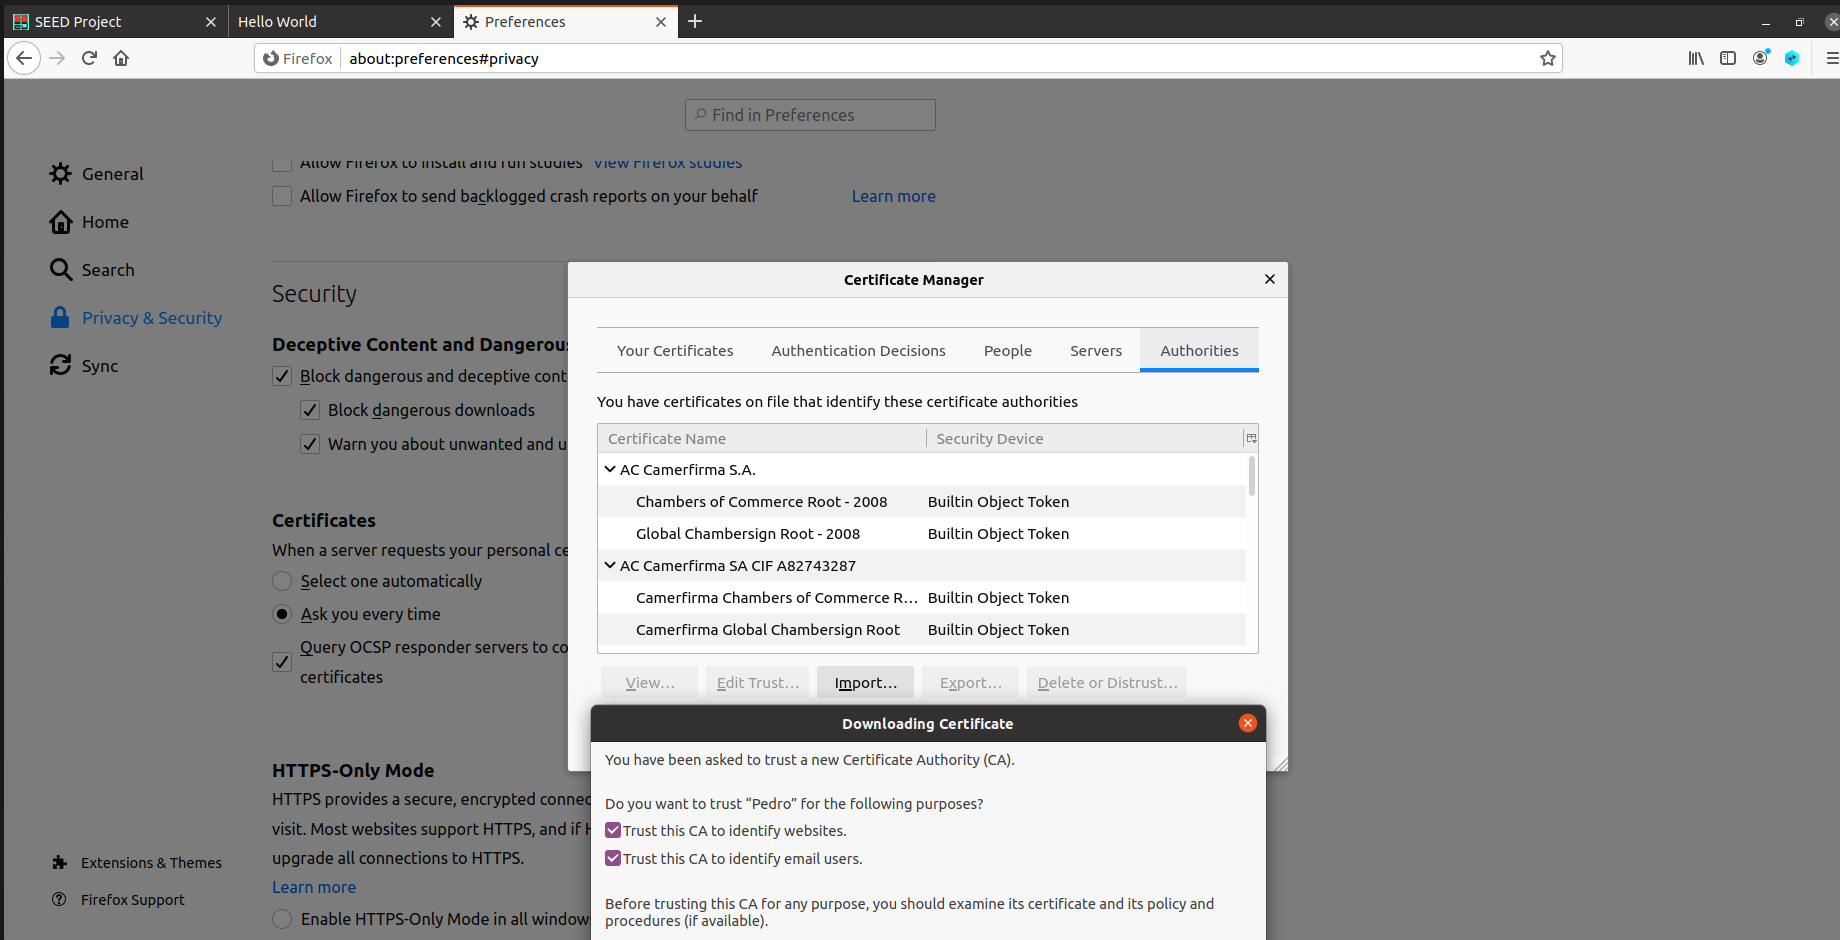 SEED Project
Hello World
Preferences
Firefox
about:preferences#privacy
Find in Preferences
General
Home
Search
Privacy & Security
Sync
Extensions & Themes
Firefox Support
Allow Firefox to install and run studies View Firefox studies
Allow Firefox to send backlogged crash reports on your behalf Learn more
Security
Deceptive Content and Dangerou
Block dangerous and deceptive cont
Block dangerous downloads
Warn you about unwanted and u
Certificates
When a server requests your personal ce
Select one automatically
Ask you every time
Query OCSP responder servers to co
certificates
HTTPS-Only Mode
HTTPS provides a secure, encrypted connec
visit. Most websites support HTTPS, and if H
upgrade all connections to HTTPS.
Learn more
Enable HTTPS-Only Mode in all window
Certificate Manager
Your Certificates Authentication Decisions People Servers Authorities
You have certificates on file that identify these certificate authorities
Certificate Name Security Device
AC Camerfirma S.A.
Chambers of Commerce Root - 2008 Builtin Object Token
Global Chambersign Root - 2008 Builtin Object Token
AC Camerfirma SA CIF A82743287
Camerfirma Chambers of Commerce R... Builtin Object Token
Camerfirma Global Chambersign Root Builtin Object Token
View... Edit Trust... Import... Export... Delete or Distrust...
Downloading Certificate
You have been asked to trust a new Certificate Authority (CA).
Do you want to trust “Pedro” for the following purposes?
Trust this CA to identify websites.
Trust this CA to identify email users.
Before trusting this CA for any purpose, you should examine its certificate and its policy and
procedures (if available).